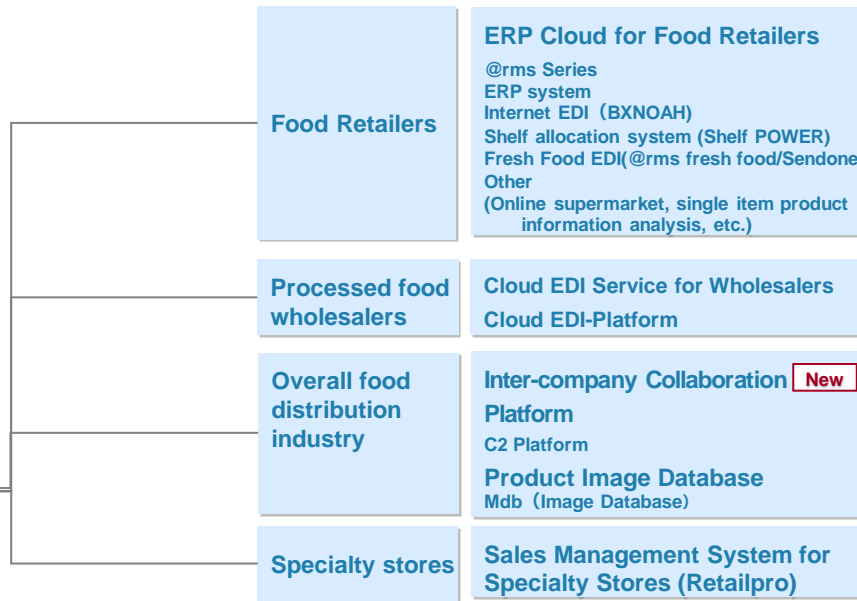 Food Retailers
ERP Cloud for Food Retailers
@rms Series
ERP system
Internet EDI（BXNOAH)
Shelf allocation system (Shelf POWER)
Fresh Food EDI(@rms fresh food/Sendone
Other
(Online supermarket, single item product
information analysis, etc.)
Processed food
wholesalers
Cloud EDI Service for Wholesalers
Cloud EDI-Platform
Overall food
distribution
industry
Inter-company Collaboration New
Platform
C2 Platform
Product Image Database
Mdb（Image Database）
Specialty stores
Sales Management System for
Specialty Stores (Retailpro)